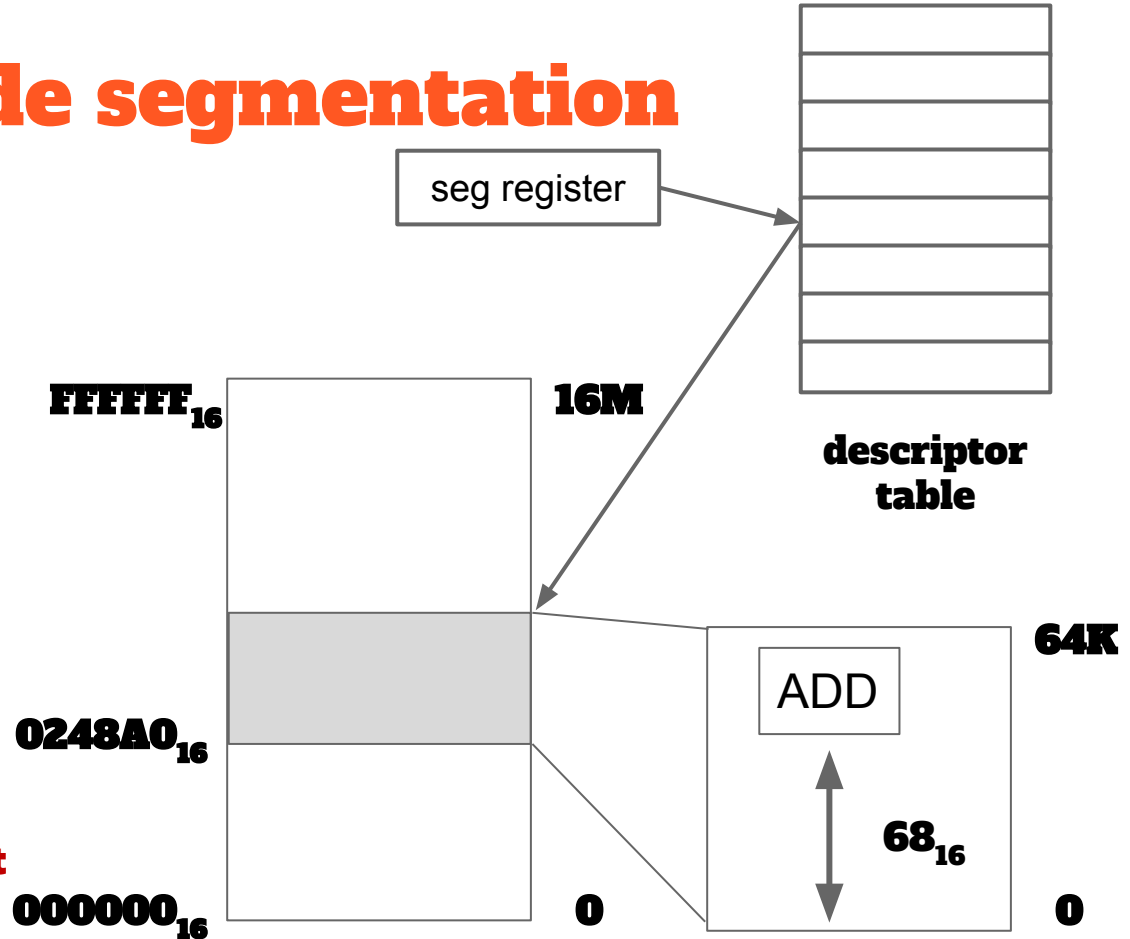 de segmentation
seg register
FFFFFF₁₆
16M
descriptor
table
64K
ADD
0248A0₁₆
68₁₆
t
000000₁₆
0
0